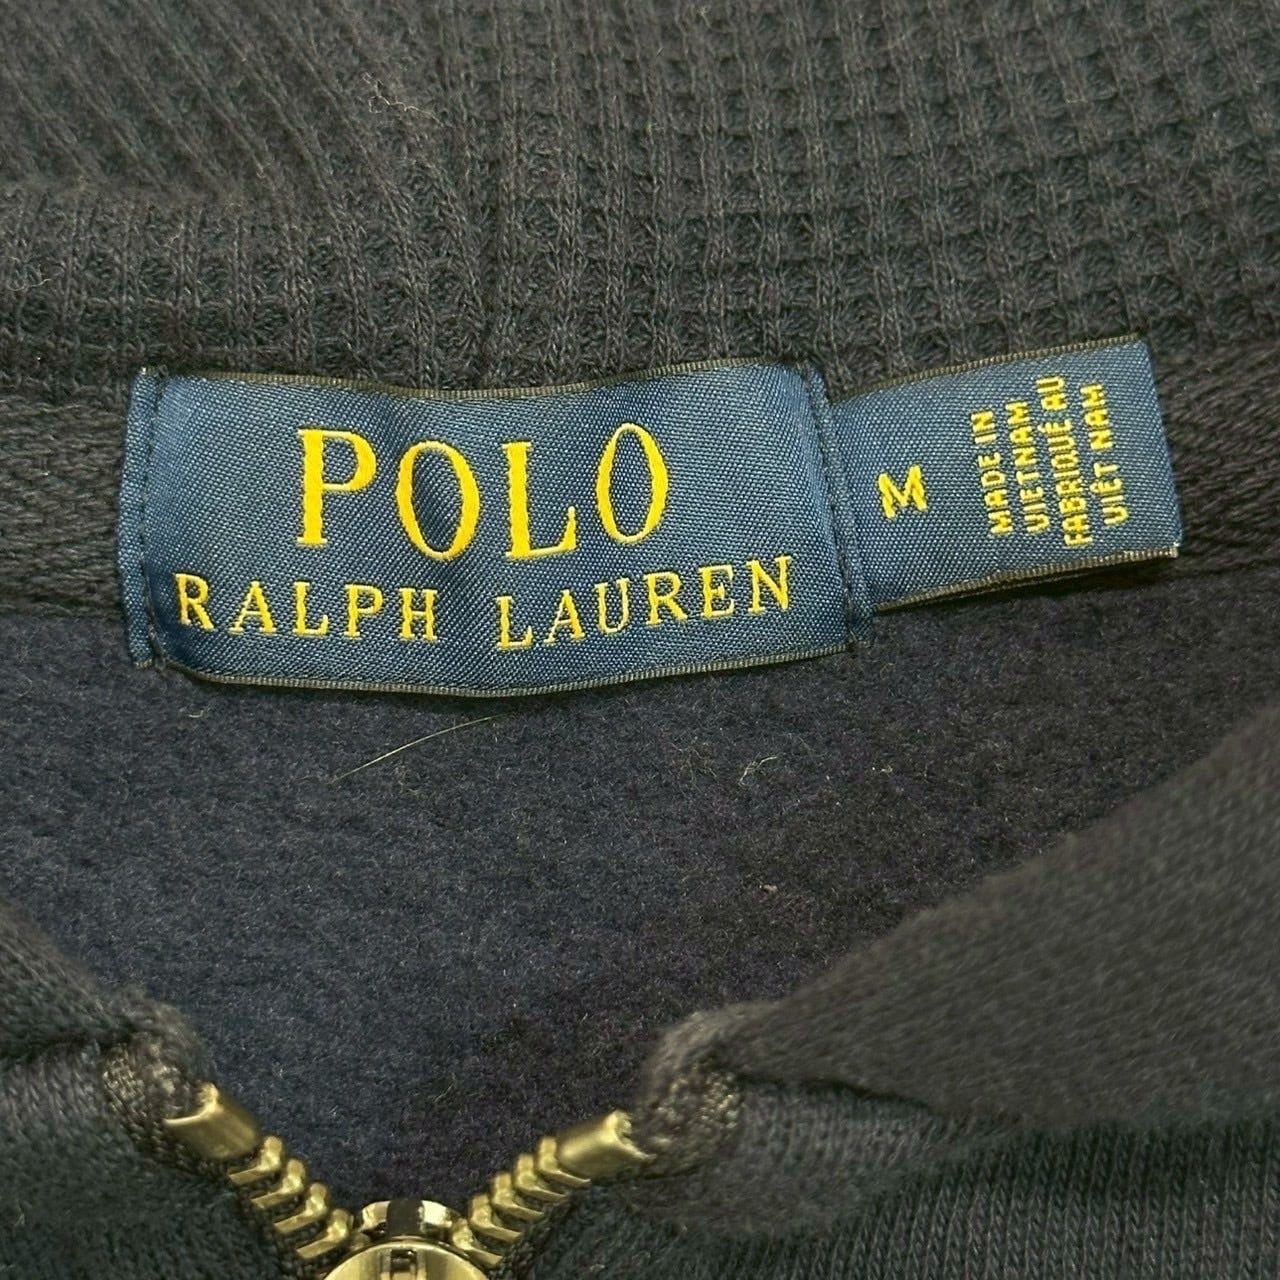 POLO
RALPH LAUREN
M
MADE IN
VIETNAM
FABRIQUÉ AU
VIÊT NAM